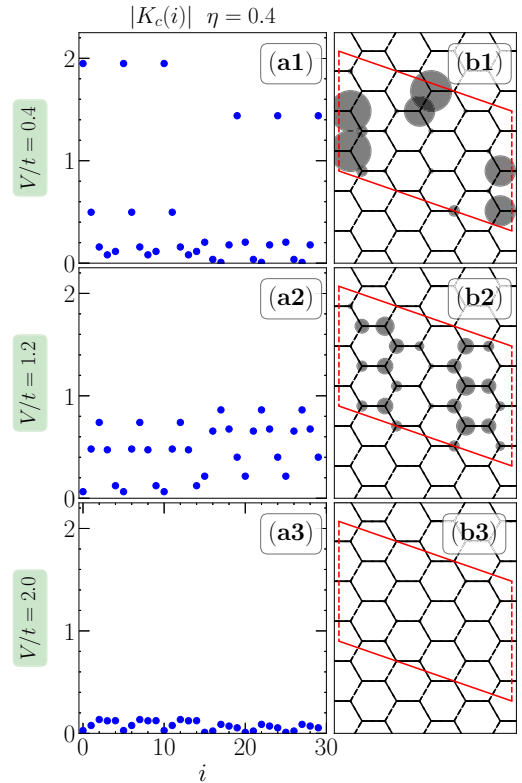 |K_c(i)| η = 0.4
V/t = 0.4
2
1
0
(a1)
(b1)
V/t = 1.2
2
1
0
(a2)
(b2)
V/t = 2.0
2
1
0
(a3)
(b3)
0 10 20 30
i